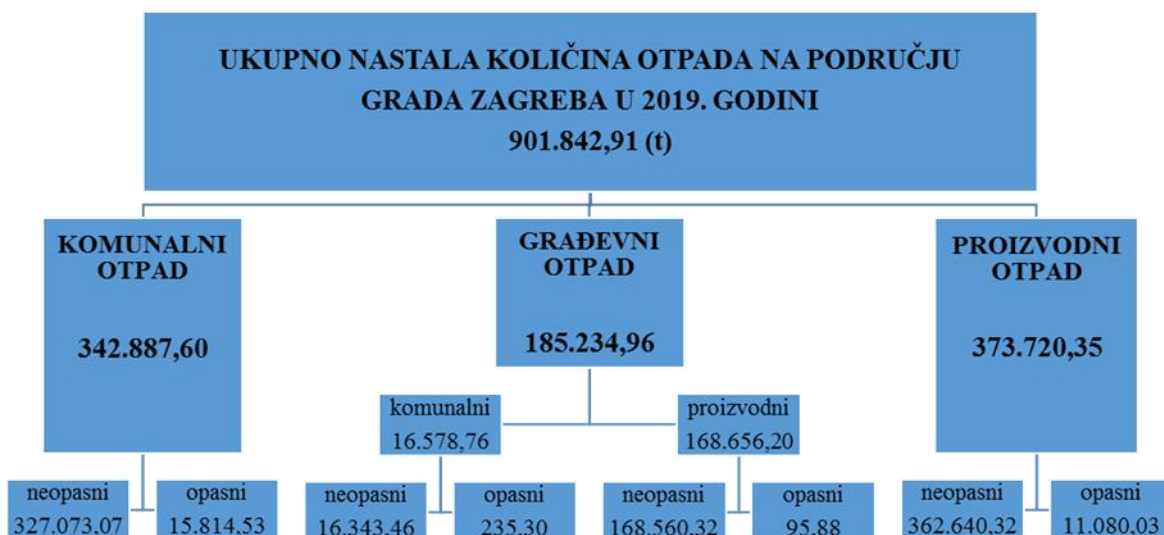 UKUPNO NASTALA KOLIČINA OTPADA NA PODRUČJU
GRADA ZAGREBA U 2019. GODINI
901.842,91 (t)
KOMUNALNI
OTPAD
342.887,60
GRAĐEVNI
OTPAD
185.234,96
PROIZVODNI
OTPAD
373.720,35
komunalni
16.578,76
proizvodni
168.656,20
neopasni
327.073,07
opasni
15.814,53
neopasni
16.343,46
opasni
235,30
neopasni
168.560,32
opasni
95,88
neopasni
362.640,32
opasni
11.080,03